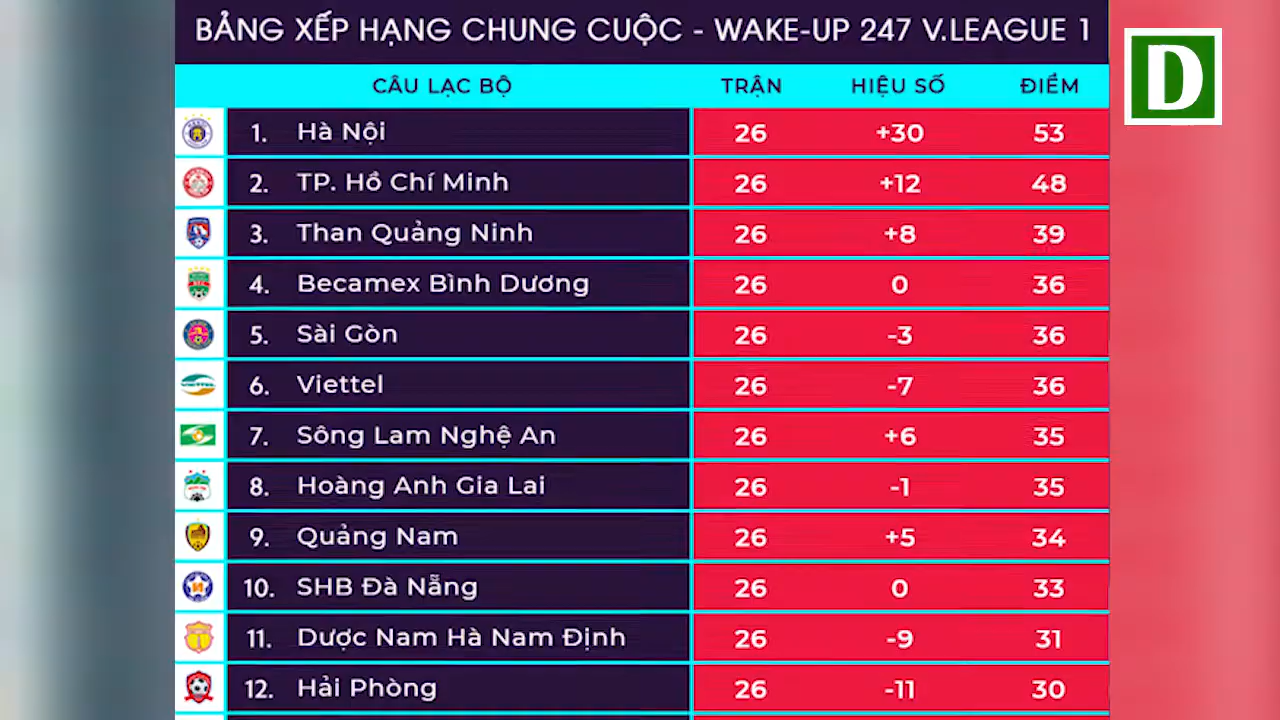 BẢNG XẾP HẠNG CHUNG CUỘC - WAKE-UP 247 V.LEAGUE 1
CÂU LẠC BỘ TRẬN HIỆU SỐ ĐIỂM
1. Hà Nội 26 +30 53
2. TP. Hồ Chí Minh 26 +12 48
3. Than Quảng Ninh 26 +8 39
4. Becamex Bình Dương 26 0 36
5. Sài Gòn 26 -3 36
VIETTEL 6. Viettel 26 -7 36
7. Sông Lam Nghệ An 26 +6 35
8. Hoàng Anh Gia Lai 26 -1 35
9. Quảng Nam 26 +5 34
10. SHB Đà Nẵng 26 0 33
11. Dược Nam Hà Nam Định 26 -9 31
12. Hải Phòng 26 -11 30
D